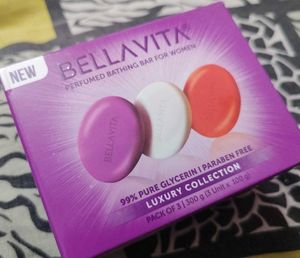 NEW
BELLAVITA
PERFUMED BATHING BAR FOR WOMEN
BELLAVITA
99% PURE GLYCERIN | PARABEN FREE
LUXURY COLLECTION
PACK OF 3 | 300 g (3 Unit x 100 g)